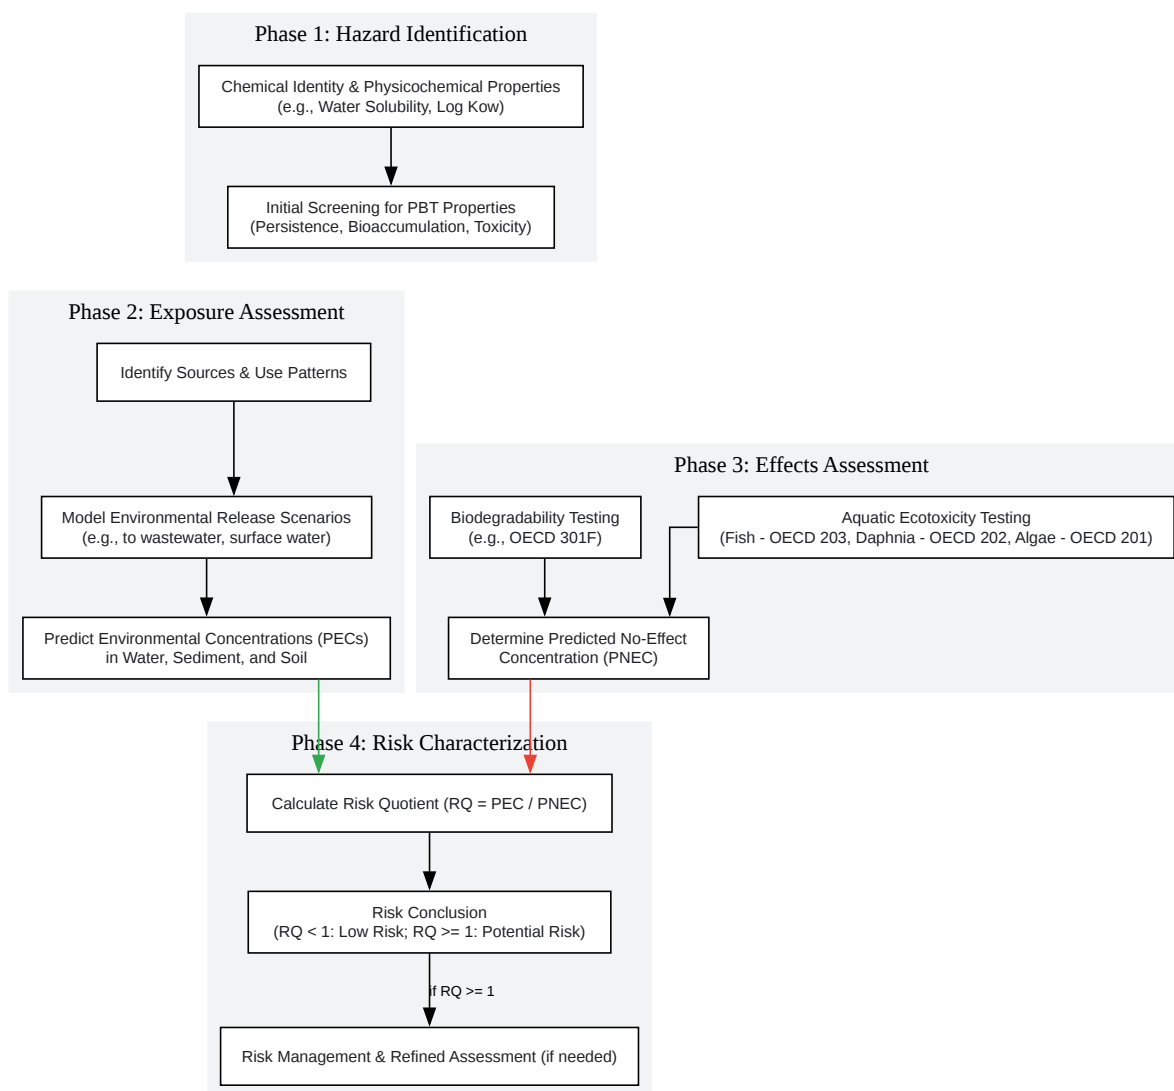 Phase 1: Hazard Identification
Chemical Identity & Physicochemical Properties
(e.g., Water Solubility, Log Kow)
Initial Screening for PBT Properties
(Persistence, Bioaccumulation, Toxicity)
Phase 2: Exposure Assessment
Identify Sources & Use Patterns
Model Environmental Release Scenarios
(e.g., to wastewater, surface water)
Predict Environmental Concentrations (PECs)
in Water, Sediment, and Soil
Phase 3: Effects Assessment
Biodegradability Testing
(e.g., OECD 301F)
Aquatic Ecotoxicity Testing
(Fish - OECD 203, Daphnia - OECD 202, Algae - OECD 201)
Determine Predicted No-Effect
Concentration (PNEC)
Phase 4: Risk Characterization
Calculate Risk Quotient (RQ = PEC / PNEC)
Risk Conclusion
(RQ < 1: Low Risk; RQ >= 1: Potential Risk)
if RQ >= 1
Risk Management & Refined Assessment (if needed)